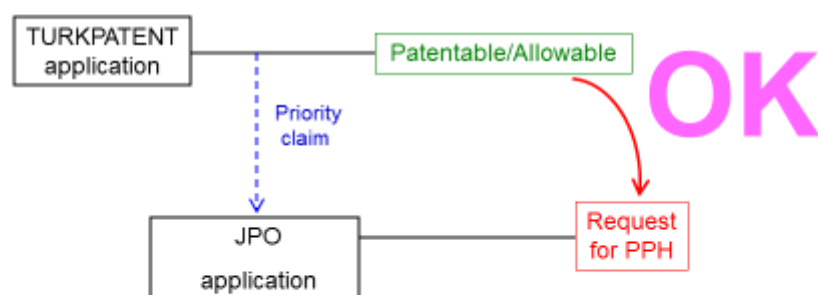 TURKPATENT
application
Patentable/Allowable
OK
Priority
claim
JPO
application
Request
for PPH